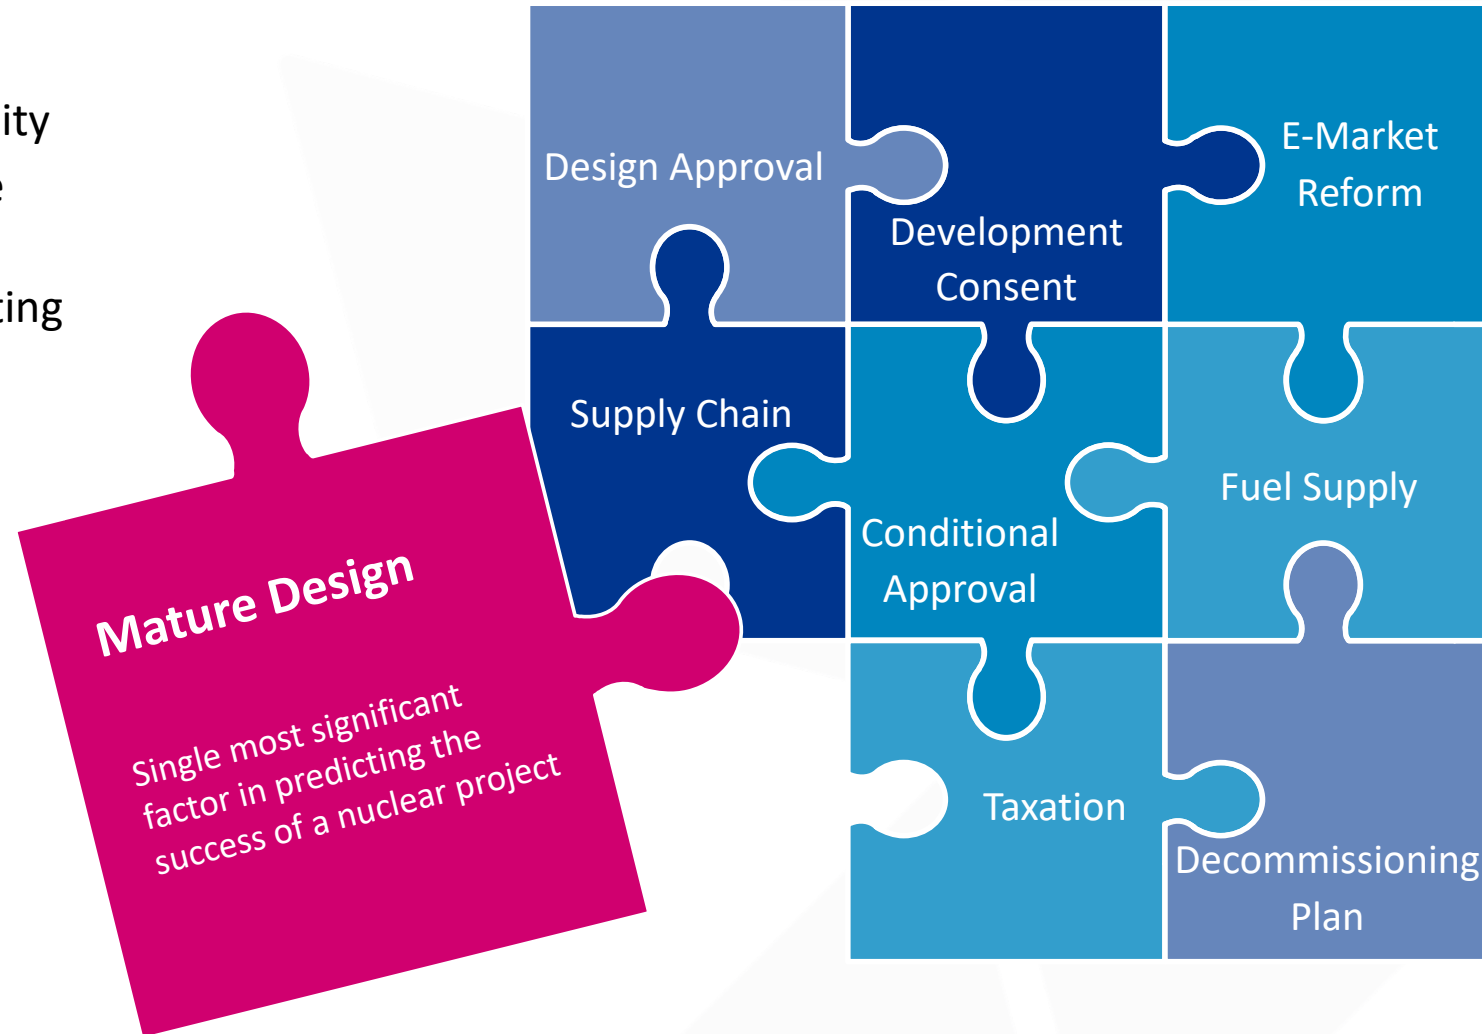 ity
e
ting
Design Approval
Development
Consent
E-Market
Reform
Supply Chain
Conditional
Approval
Fuel Supply
Mature Design
Single most significant
factor in predicting the
success of a nuclear project
Taxation
Decommissioning
Plan